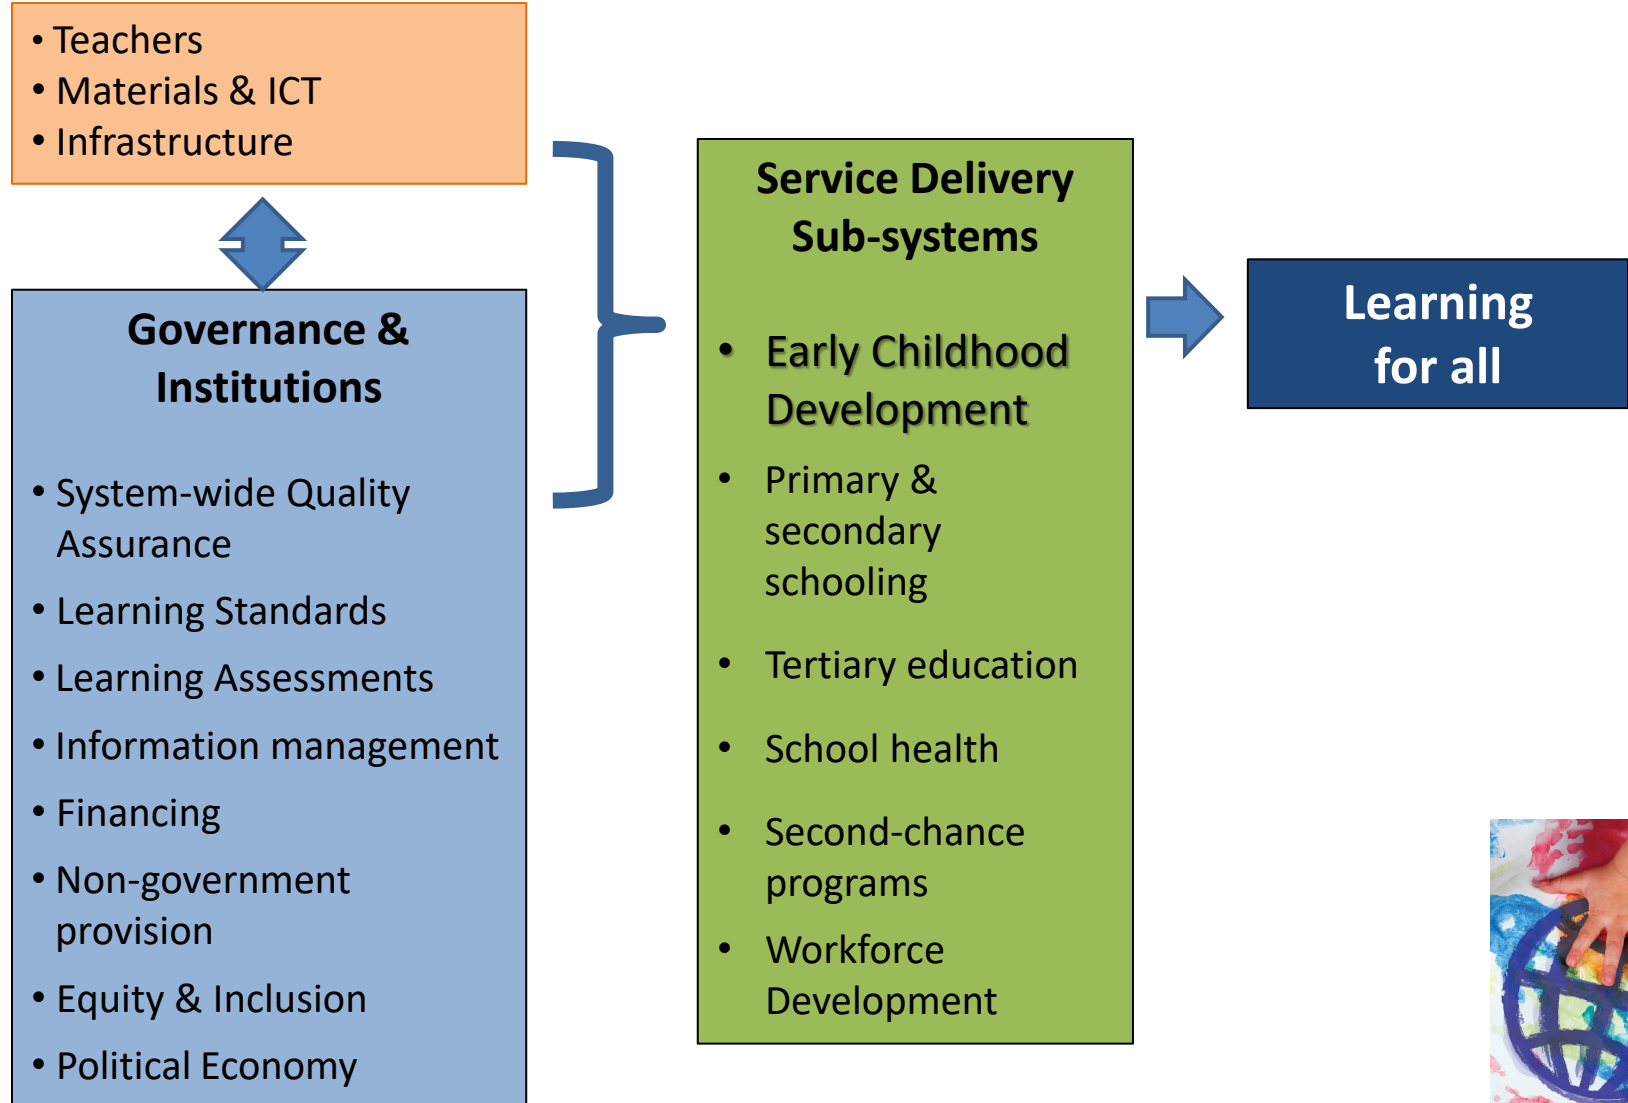 • Teachers
• Materials & ICT
• Infrastructure
Governance &
Institutions
• System-wide Quality
Assurance
• Learning Standards
• Learning Assessments
• Information management
• Financing
• Non-government
provision
• Equity & Inclusion
• Political Economy
Service Delivery
Sub-systems
• Early Childhood
Development
• Primary &
secondary
schooling
• Tertiary education
• School health
• Second-chance
programs
• Workforce
Development
Learning
for all